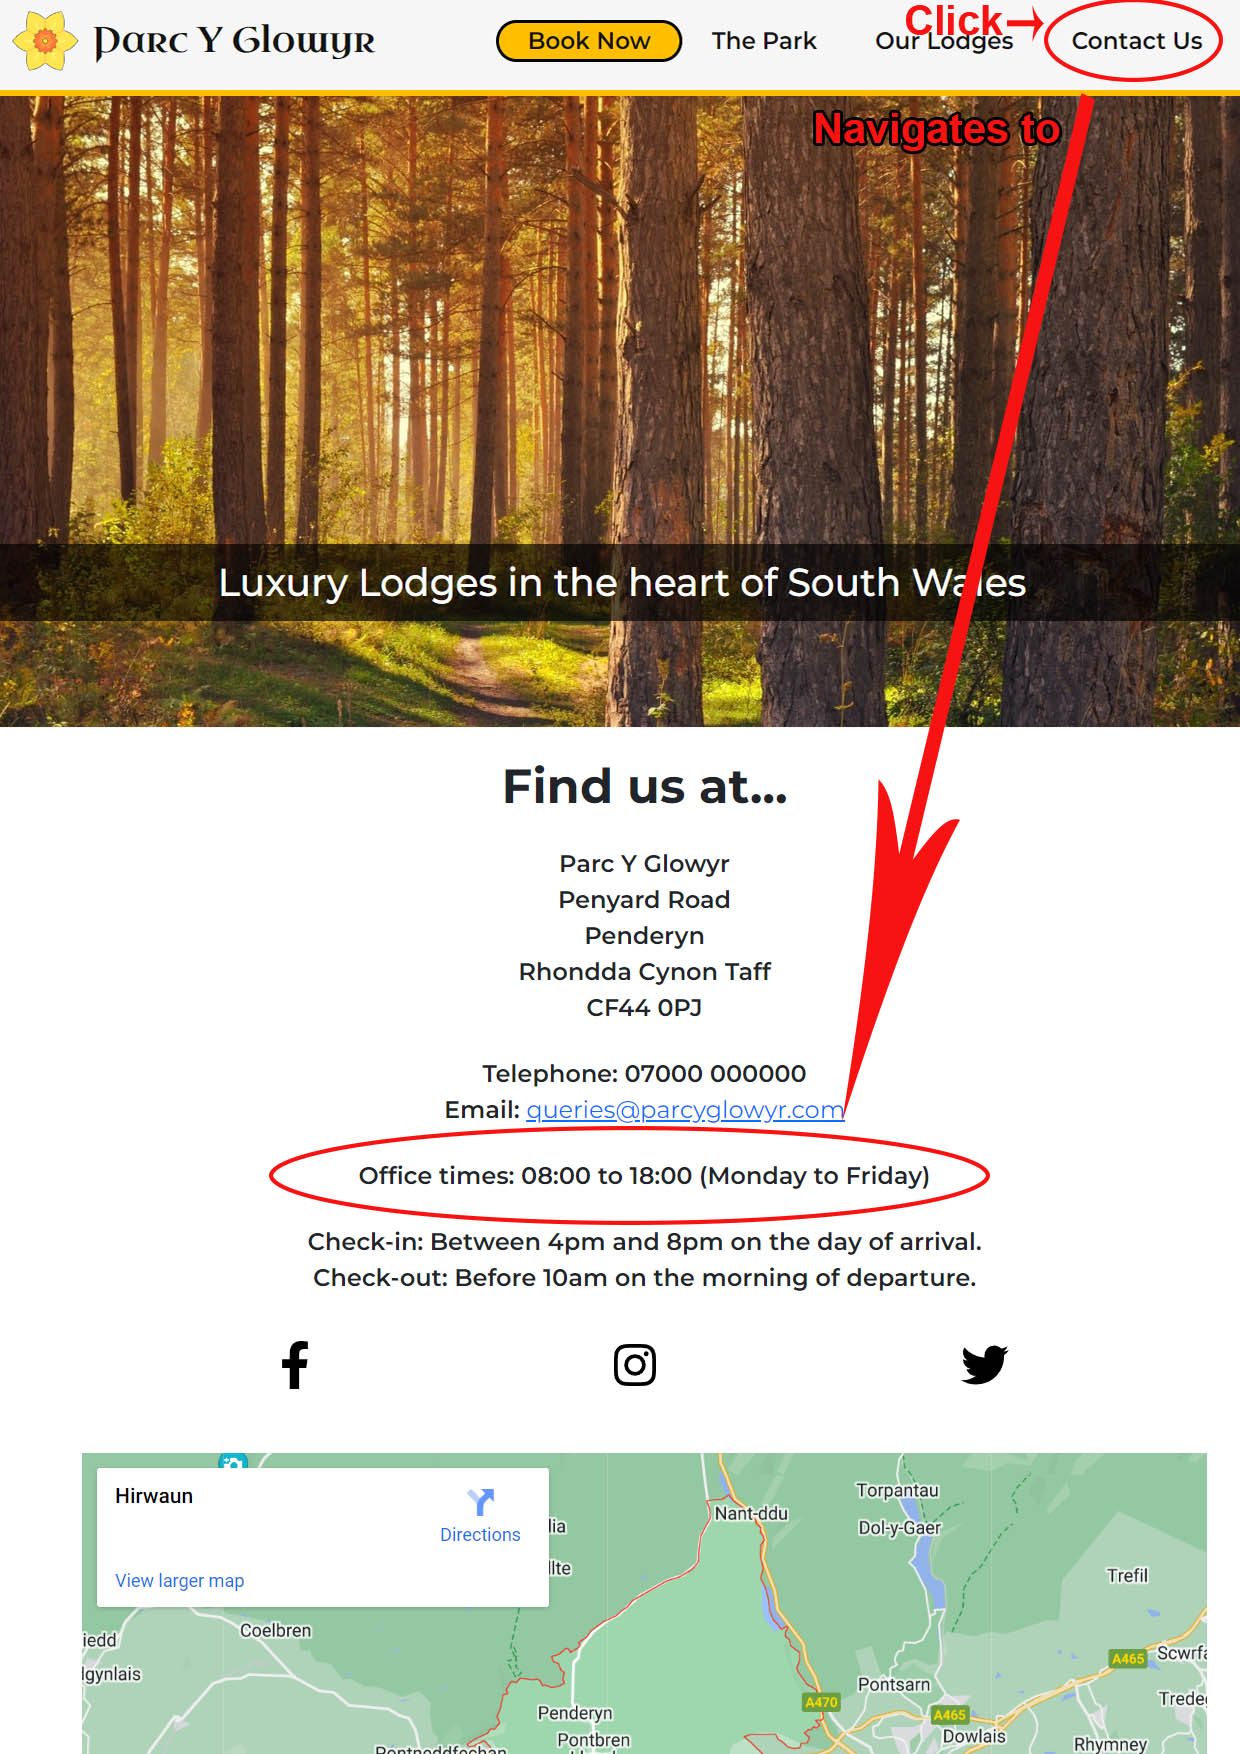 Parc Y Glowyr
Book Now
The Park
Our Lodges
Click
Contact Us
Navigates to
Luxury Lodges in the heart of South Wales
Find us at...
Parc Y Glowyr
Penyard Road
Penderyn
Rhondda Cynon Taff
CF44 0PJ
Telephone: 07000 000000
Email: queries@parcyglowyr.com
Office times: 08:00 to 18:00 (Monday to Friday)
Check-in: Between 4pm and 8pm on the day of arrival.
Check-out: Before 10am on the morning of departure.
Hirwaun
Directions
View larger map
lia
llte
Nant-ddu
Torpantau
Dol-y-Gaer
Trefil
Coelbren
iedd
lgynlais
A465
Scwrfa
Pontsarn
A470
A465
Trede
Penderyn
Pontbren
Dowlais
Rhymney
Pontneddfechan